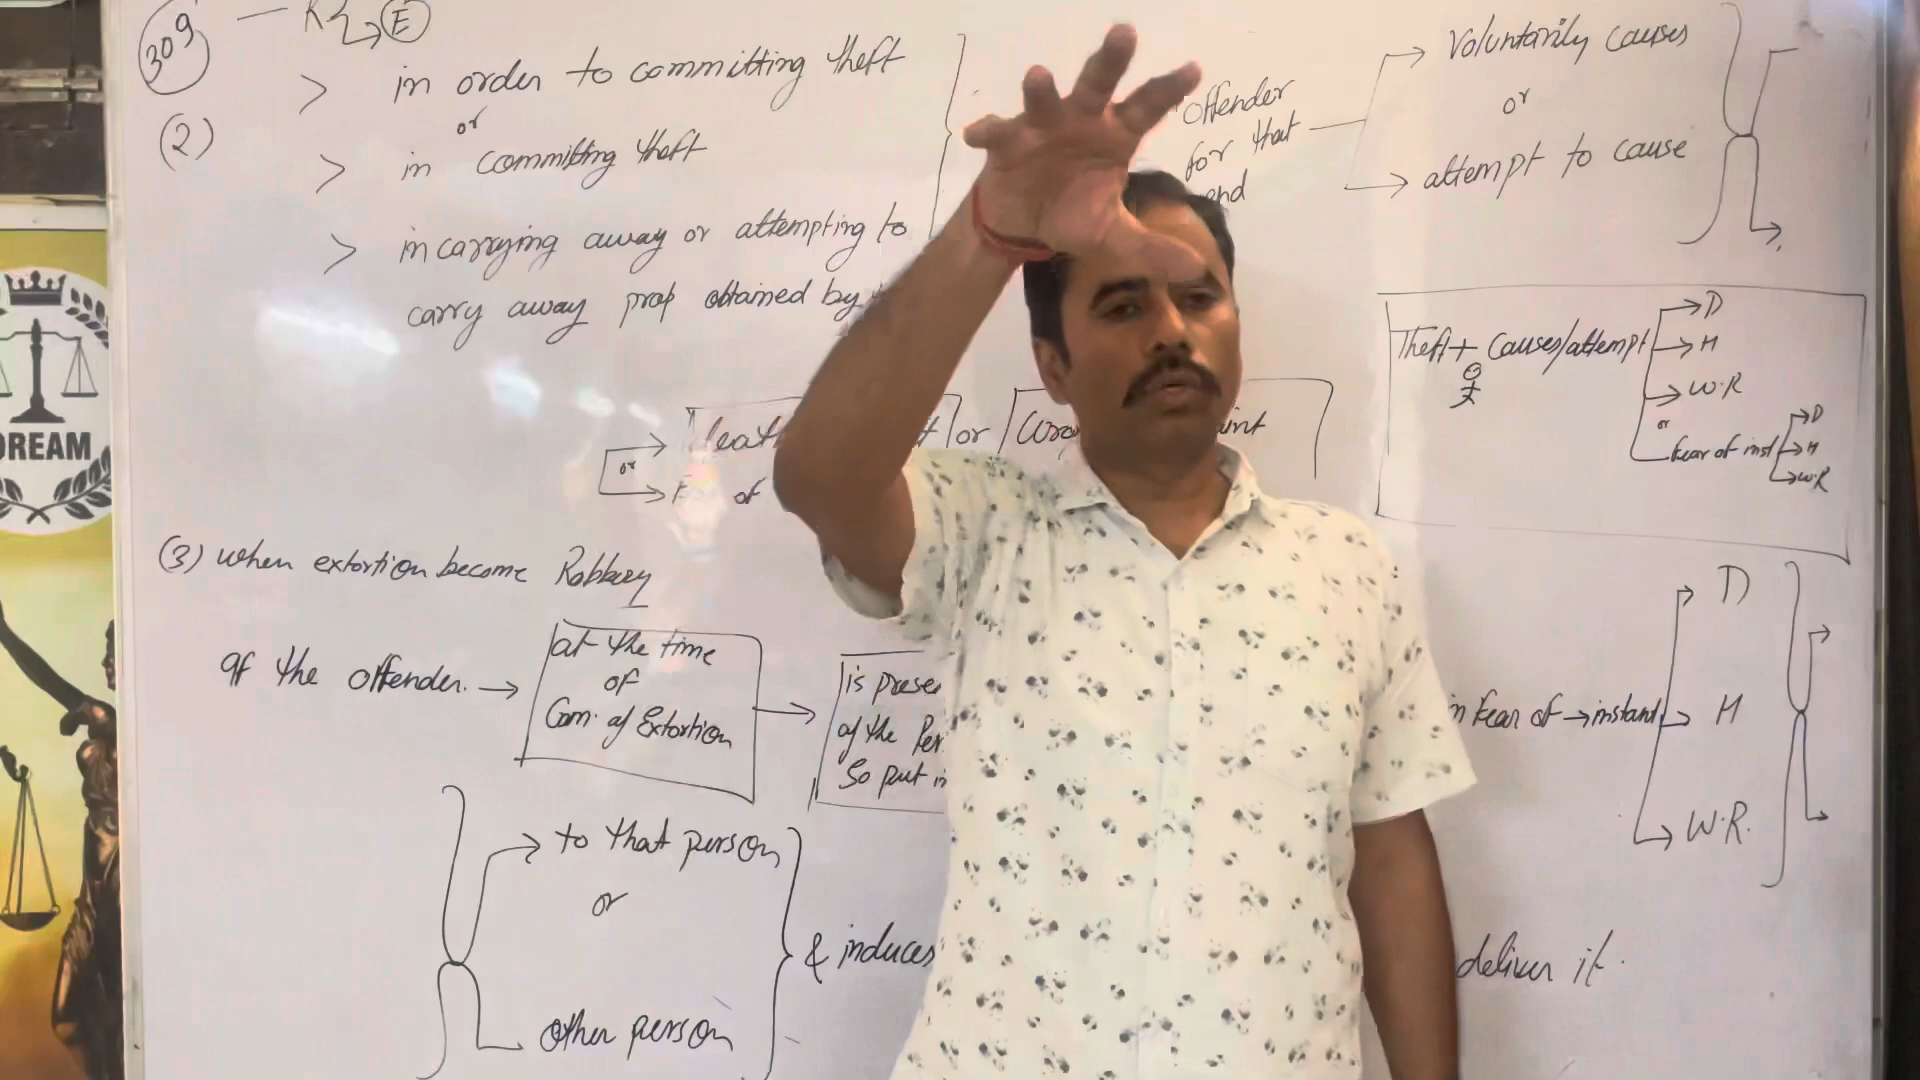 309 — R E
> in order to committing theft
or
(2)
> in committing theft
> in carrying away or attempting to
carry away prop obtained by
offender
for that
end
Voluntarily causes
or
attempt to cause
Theft + Causes/attempt
D
H
W.R
or
fear of inst
D
H
W.R
or
or
of
DREAM
(3) when extortion become Robbery
If the offender.
at the time
of
Com. of Extortion
is
of the
So put
in fear of → instant
D
H
W.R.
to that person
or
other person
& induces
deliver it.